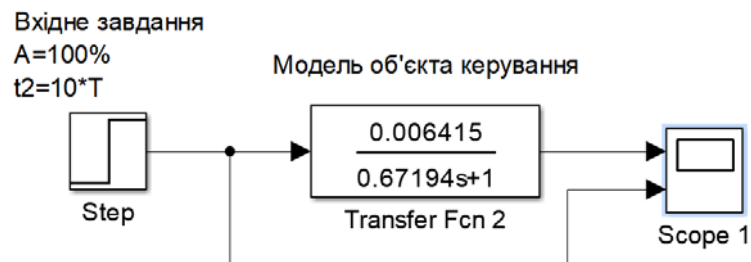 Вхідне завдання
A=100%
t2=10*T
Модель об'єкта керування
0.006415
0.67194s+1
Step
Transfer Fcn 2
Scope 1